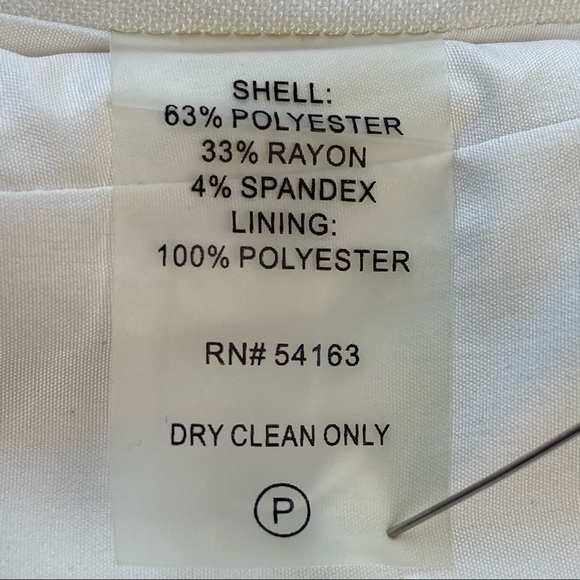 SHELL:
63% POLYESTER
33% RAYON
4% SPANDEX
LINING:
100% POLYESTER
RN# 54163
DRY CLEAN ONLY
P